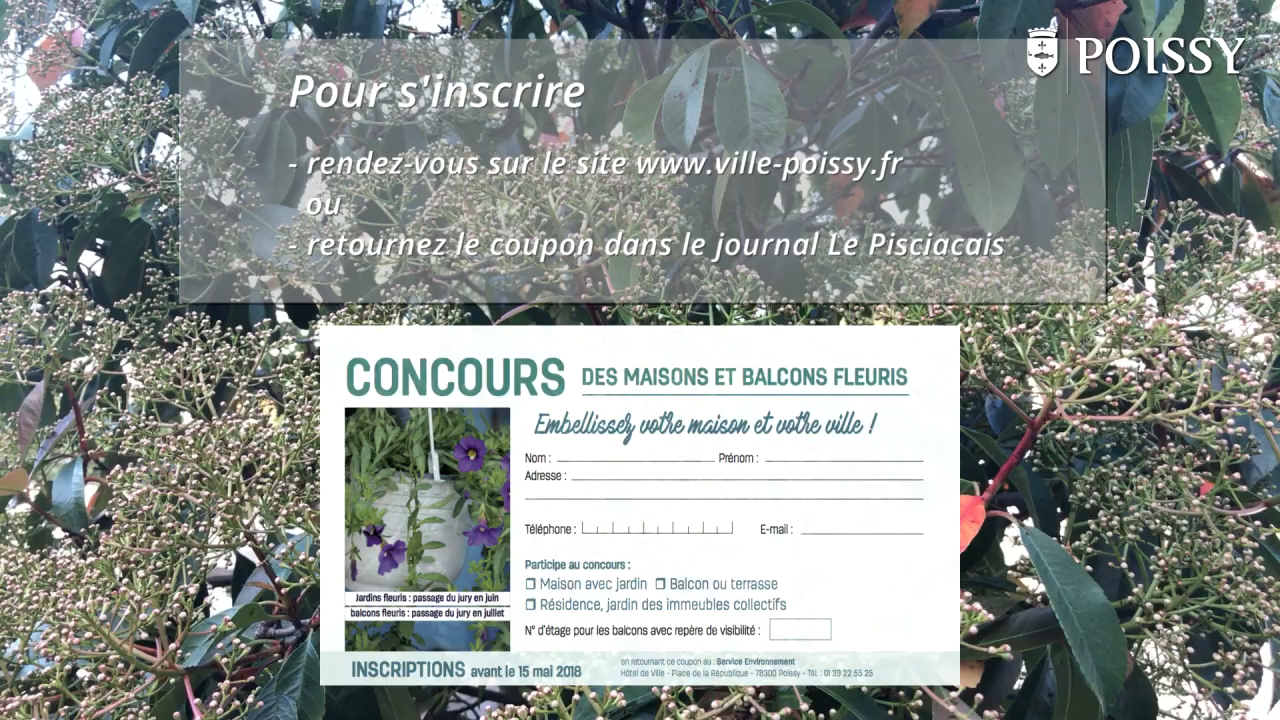 POISSY
Pour s'inscrire
- rendez-vous sur le site www.ville-poissy.fr
ou
- retournez le coupon dans le journal Le Pisciacais
CONCOURS DES MAISONS ET BALCONS FLEURIS
Embellissez votre maison et votre ville !
Nom : Prénom :
Adresse :
Téléphone : E-mail :
Participe au concours :
Maison avec jardin Balcon ou terrasse
Résidence, jardin des immeubles collectifs
N° d'étage pour les balcons avec repère de visibilité :
Jardins fleuris : passage du jury en juin
balcons fleuris : passage du jury en juillet
INSCRIPTIONS avant le 15 mai 2018
en retournant ce coupon au : Service Environnement
Hôtel de Ville - Place de la République - 78300 Poissy - Tél. : 01 39 22 55 25